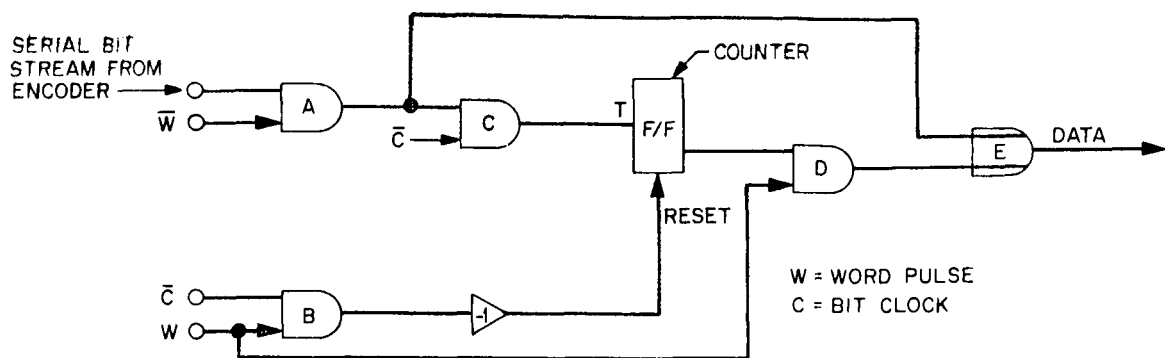 SERIAL BIT
STREAM FROM
ENCODER
W̅
A
C̅
C
T
COUNTER
F/F
RESET
D
E
DATA
C̅
W
B
-1
W = WORD PULSE
C = BIT CLOCK